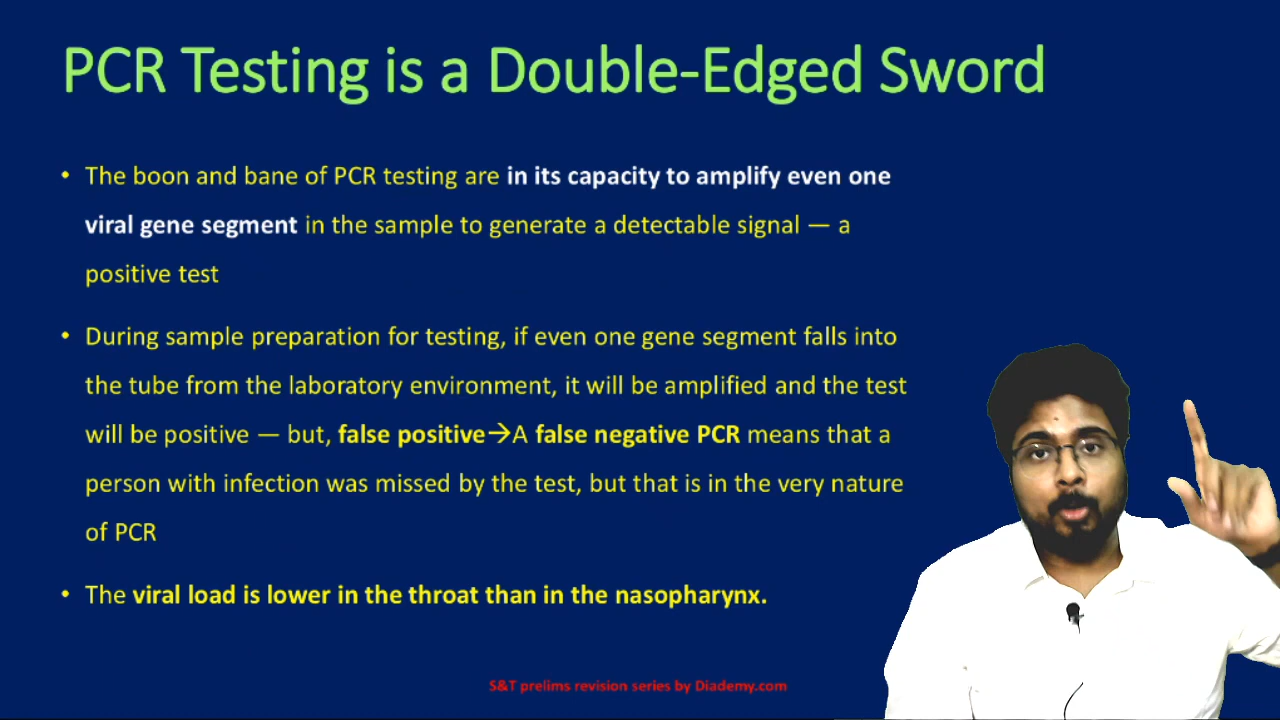 PCR Testing is a Double-Edged Sword
• The boon and bane of PCR testing are in its capacity to amplify even one
viral gene segment in the sample to generate a detectable signal — a
positive test
• During sample preparation for testing, if even one gene segment falls into
the tube from the laboratory environment, it will be amplified and the test
will be positive — but, false positive→A false negative PCR means that a
person with infection was missed by the test, but that is in the very nature
of PCR
• The viral load is lower in the throat than in the nasopharynx.
S&T prelims revision series by Diademy.com